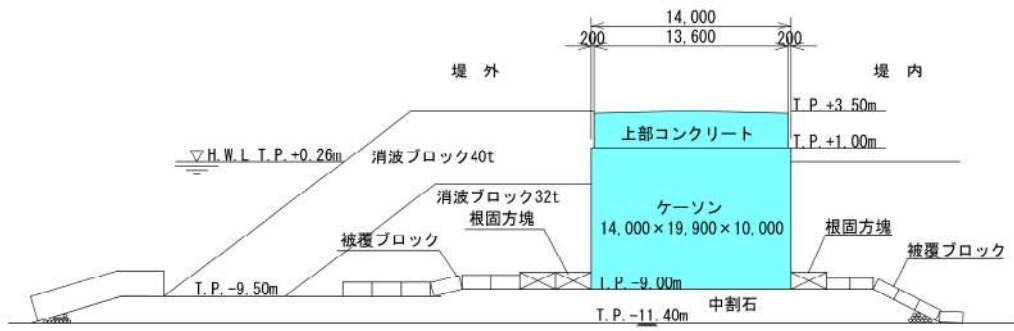 14,000
200
13,600
200
堤 外
堤 内
T.P.+3.50m
上部コンクリート
T.P.+1.00m
H.W.L T.P.+0.26m
消波ブロック40t
消波ブロック32t
根固方塊
被覆ブロック
ケーソン
14,000×19,900×10,000
根固方塊
被覆ブロック
T.P.-9.50m
T.P.-9.00m
中割石
T.P.-11.40m